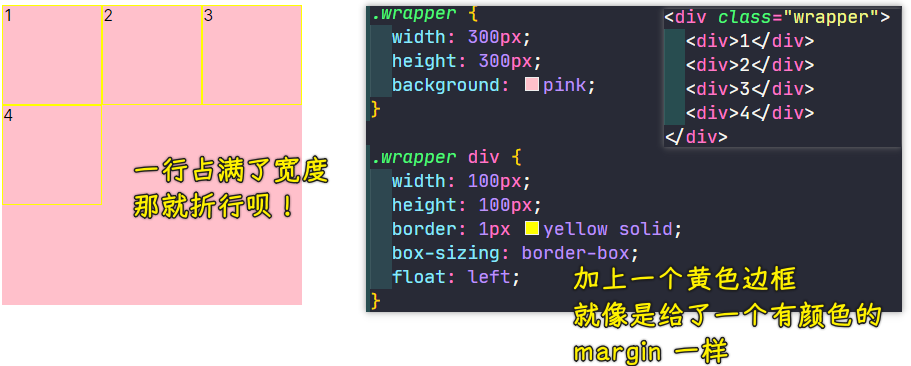 1 2 3
4
一行占满了宽度
那就折行呗！
.wrapper {
width: 300px;
height: 300px;
background: pink;
}
.wrapper div {
width: 100px;
height: 100px;
border: 1px yellow solid;
box-sizing: border-box;
float: left;
}
<div class="wrapper">
<div>1</div>
<div>2</div>
<div>3</div>
<div>4</div>
</div>
加上一个黄色边框
就像是给了一个有颜色的
margin 一样